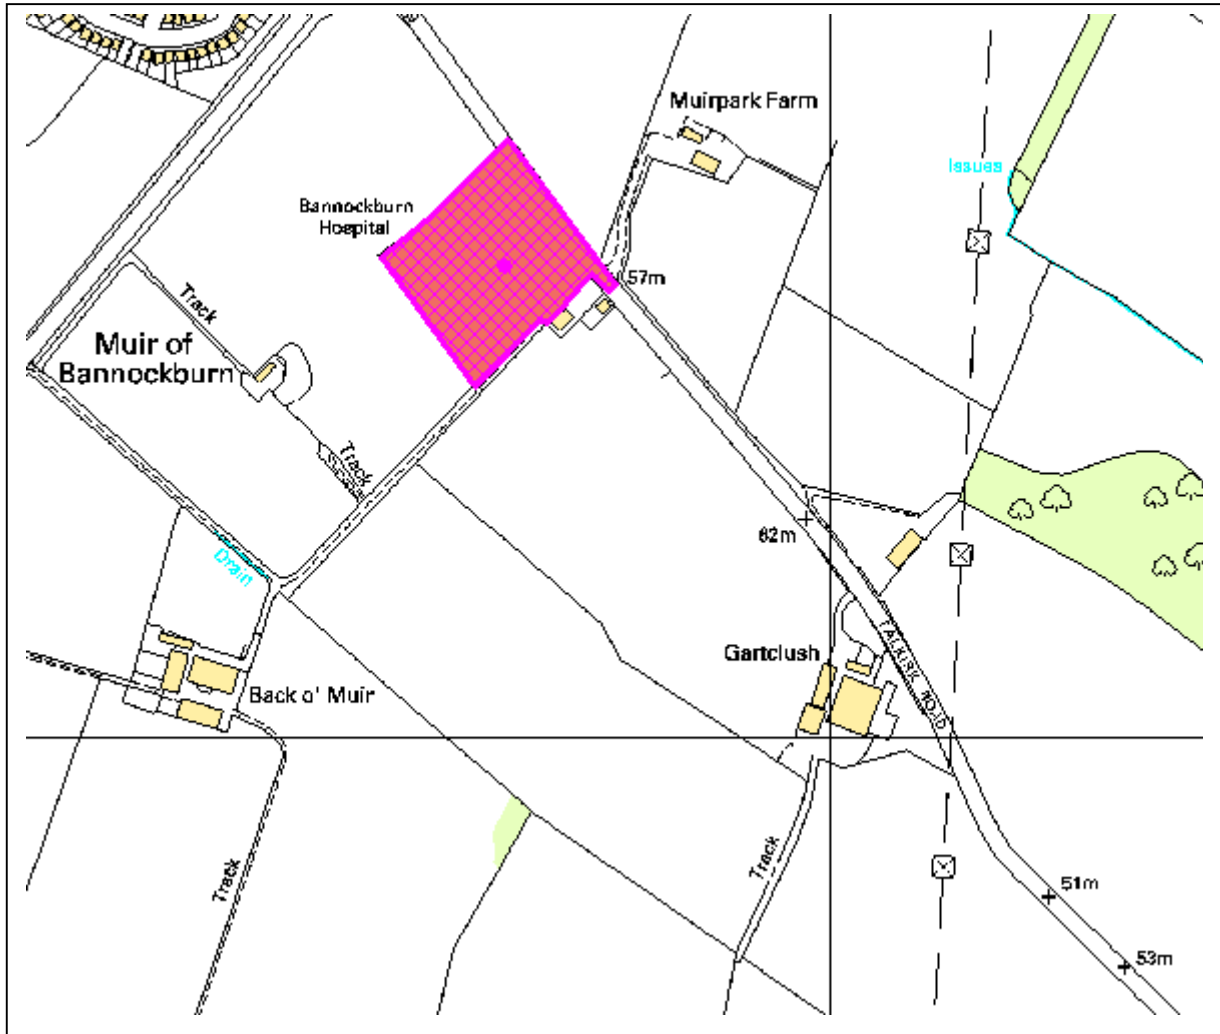 Muirpark Farm
Issues
Bannockburn
Hospital
57m
Track
Muir of
Bannockburn
Track
62m
Drain
Gartclush
FALKIRK ROAD
Back o' Muir
Track
Track
51m
53m